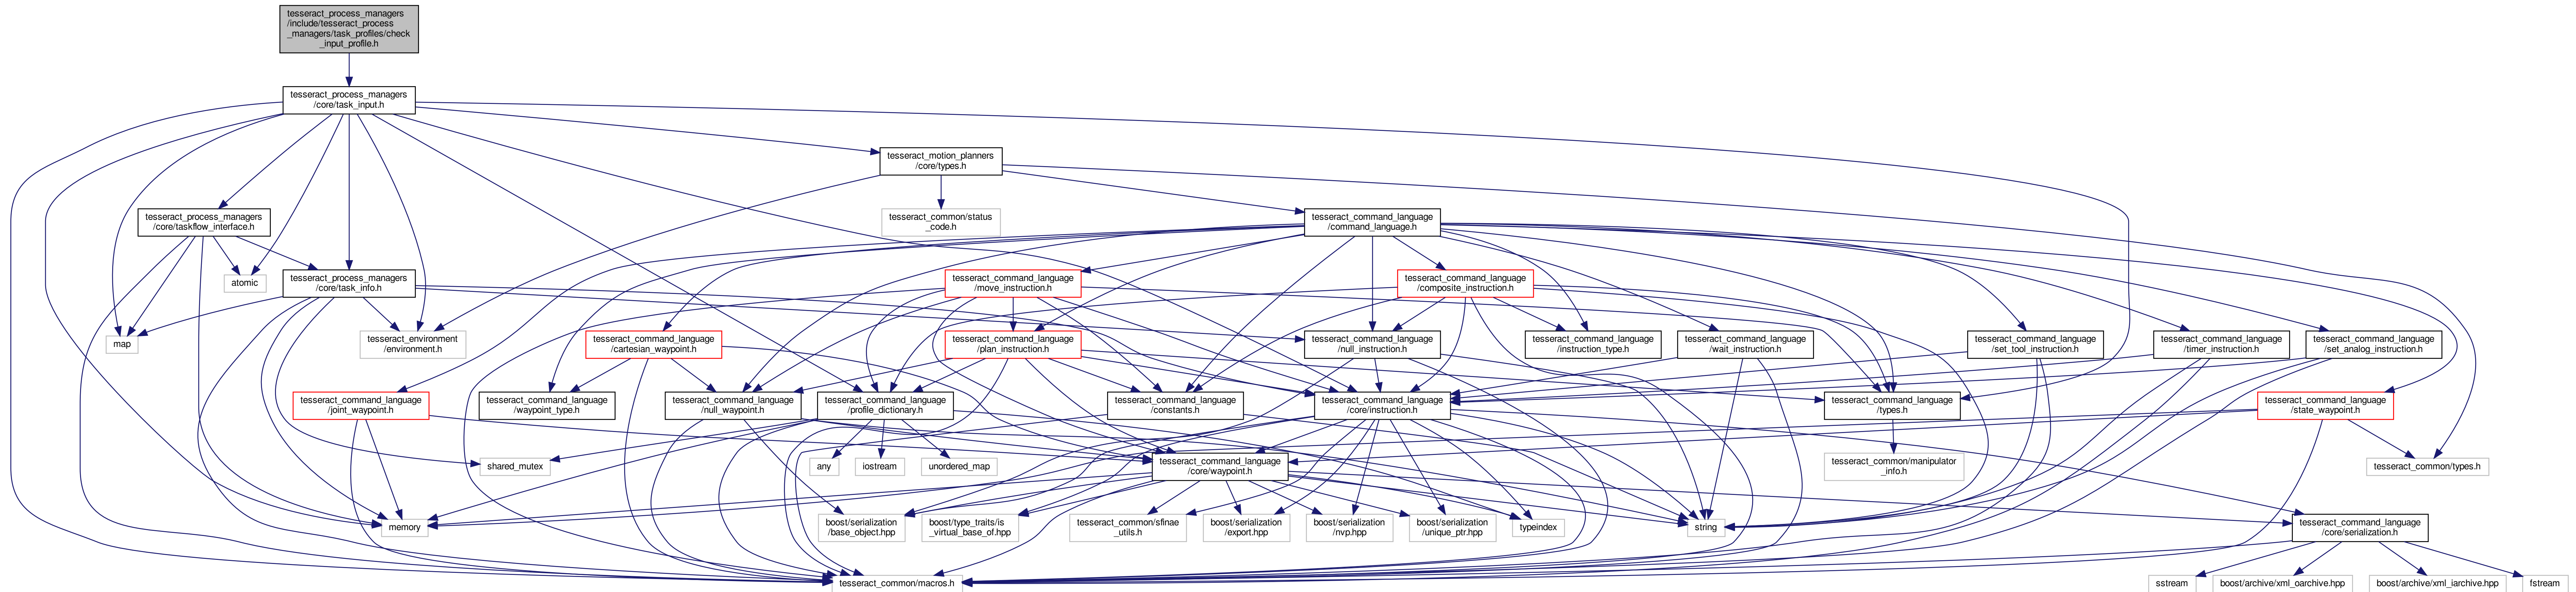 tesseract_process_managers
/include/tesseract_process
_managers/task_profiles/check
_input_profile.h
tesseract_process_managers
/core/task_input.h
tesseract_motion_planners
/core/types.h
tesseract_process_managers
/core/taskflow_interface.h
tesseract_common/status
_code.h
tesseract_command_language
/command_language.h
atomic
tesseract_process_managers
/core/task_info.h
tesseract_command_language
/move_instruction.h
tesseract_command_language
/composite_instruction.h
map
tesseract_environment
/environment.h
tesseract_command_language
/cartesian_waypoint.h
tesseract_command_language
/plan_instruction.h
tesseract_command_language
/null_instruction.h
tesseract_command_language
/instruction_type.h
tesseract_command_language
/wait_instruction.h
tesseract_command_language
/set_tool_instruction.h
tesseract_command_language
/timer_instruction.h
tesseract_command_language
/set_analog_instruction.h
tesseract_command_language
/joint_waypoint.h
tesseract_command_language
/waypoint_type.h
tesseract_command_language
/null_waypoint.h
tesseract_command_language
/profile_dictionary.h
tesseract_command_language
/constants.h
tesseract_command_language
/core/instruction.h
tesseract_command_language
/types.h
tesseract_command_language
/state_waypoint.h
shared_mutex
any
iostream
unordered_map
tesseract_command_language
/core/waypoint.h
tesseract_common/manipulator
_info.h
tesseract_common/types.h
memory
boost/serialization
/base_object.hpp
boost/type_traits/is
_virtual_base_of.hpp
tesseract_common/sfinae
_utils.h
boost/serialization
/export.hpp
boost/serialization
/nvp.hpp
boost/serialization
/unique_ptr.hpp
typeindex
string
tesseract_command_language
/core/serialization.h
tesseract_common/macros.h
sstream
boost/archive/xml_oarchive.hpp
boost/archive/xml_iarchive.hpp
fstream